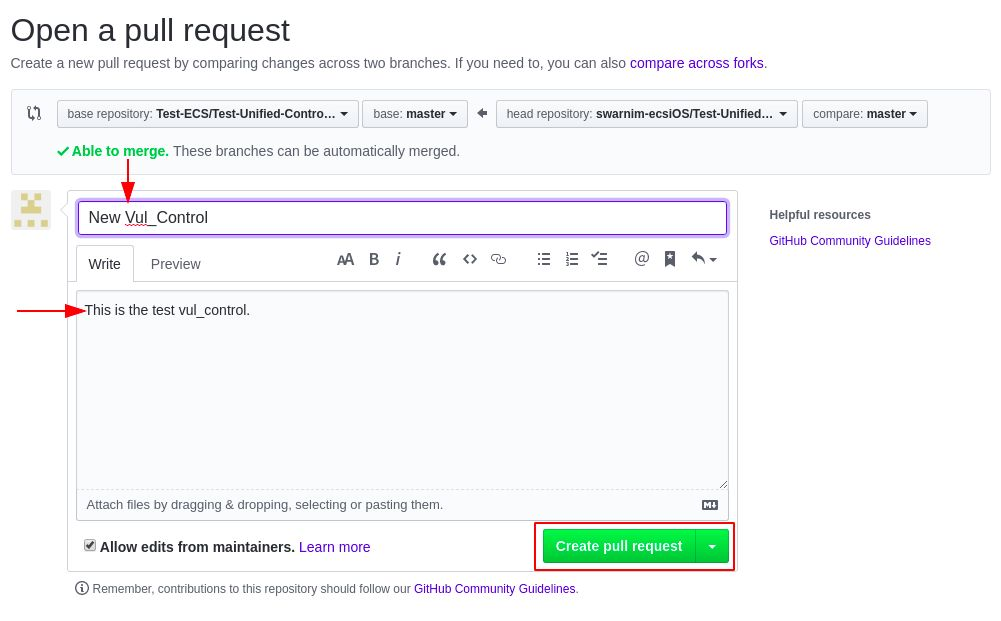 Open a pull request
Create a new pull request by comparing changes across two branches. If you need to, you can also compare across forks.
base repository: Test-ECS/Test-Unified-Contro… base: master head repository: swarnim-ecsiOS/Test-Unified… compare: master
Able to merge. These branches can be automatically merged.
New Vul_Control
Helpful resources
Write Preview AA B i @
GitHub Community Guidelines
This is the test vul_control.
Attach files by dragging & dropping, selecting or pasting them.
Allow edits from maintainers. Learn more Create pull request
Remember, contributions to this repository should follow our GitHub Community Guidelines.